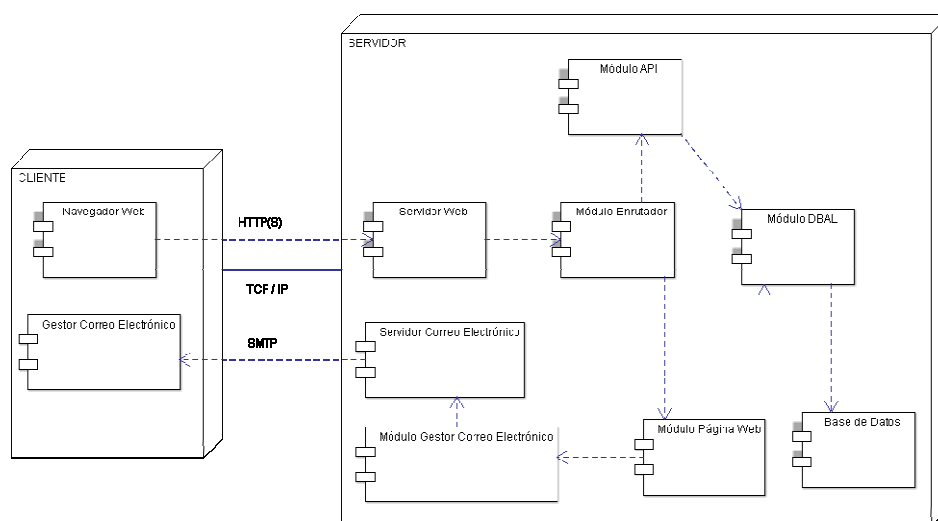 SERVIDOR
Módulo API
CLIENTE
Navegador Web
HTTP(S)
Servidor Web
Módulo Enrutador
Módulo DBAL
TCF / IP
Gestor Correo Electrónico
SMTP
Servidor Correo Electrónico
Módulo Gestor Correo Electrónico
Módulo Página Web
Base de Datos